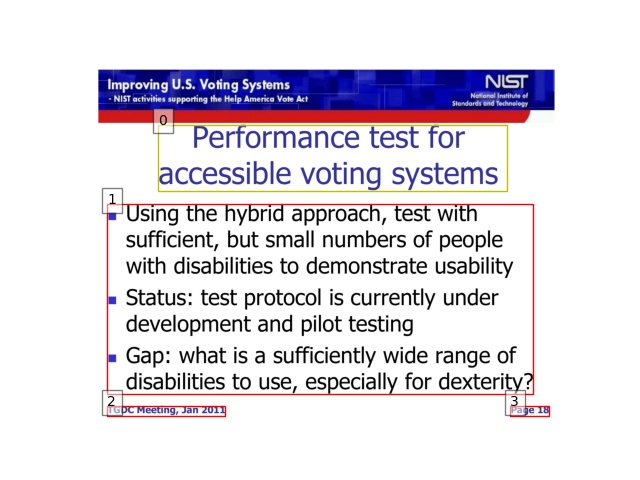 Improving U.S. Voting Systems
- NIST activities supporting the Help America Vote Act
NIST
National Institute of
Standards and Technology
0
Performance test for
accessible voting systems
1
Using the hybrid approach, test with
sufficient, but small numbers of people
with disabilities to demonstrate usability
Status: test protocol is currently under
development and pilot testing
Gap: what is a sufficiently wide range of
disabilities to use, especially for dexterity?
2
TGDC Meeting, Jan 2011
3
Page 18